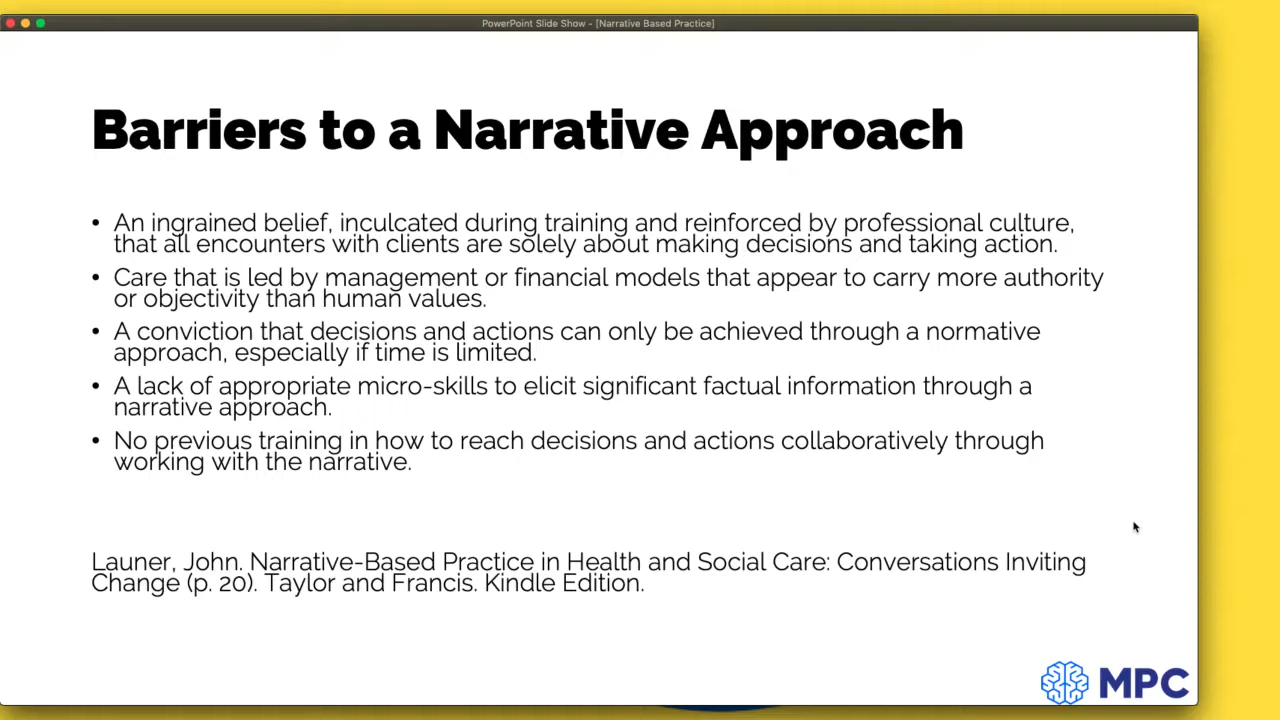 PowerPoint Slide Show - [Narrative Based Practice]
Barriers to a Narrative Approach
• An ingrained belief, inculcated during training and reinforced by professional culture,
that all encounters with clients are solely about making decisions and taking action.
• Care that is led by management or financial models that appear to carry more authority
or objectivity than human values.
• A conviction that decisions and actions can only be achieved through a normative
approach, especially if time is limited.
• A lack of appropriate micro-skills to elicit significant factual information through a
narrative approach.
• No previous training in how to reach decisions and actions collaboratively through
working with the narrative.
Launer, John. Narrative-Based Practice in Health and Social Care: Conversations Inviting
Change (p. 20). Taylor and Francis. Kindle Edition.
MPC